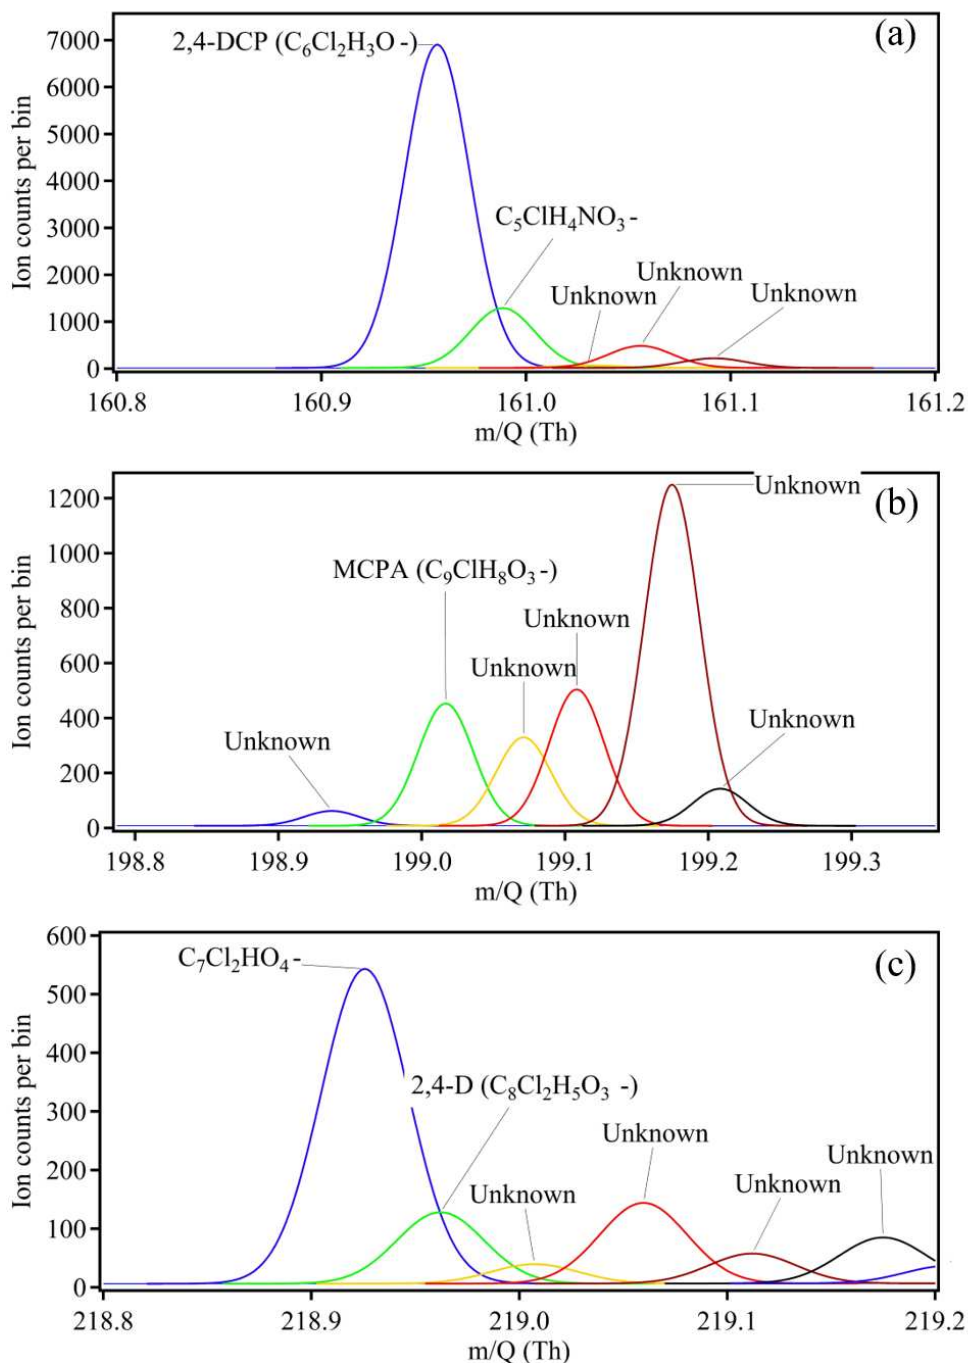 (a)
2,4-DCP (C₆Cl₂H₃O -)
7000
6000
5000
4000
3000
2000
1000
0
Ion counts per bin
C₅ClH₄NO₃-
Unknown
Unknown
Unknown
160.8 160.9 161.0 161.1 161.2
m/Q (Th)
(b)
1200
1000
800
600
400
200
0
Ion counts per bin
Unknown
MCPA (C₉ClH₈O₃-)
Unknown
Unknown
Unknown
Unknown
198.8 198.9 199.0 199.1 199.2 199.3
m/Q (Th)
(c)
600
500
400
300
200
100
0
Ion counts per bin
C₇Cl₂HO₄-
2,4-D (C₈Cl₂H₅O₃ -)
Unknown
Unknown
Unknown
Unknown
218.8 218.9 219.0 219.1 219.2
m/Q (Th)